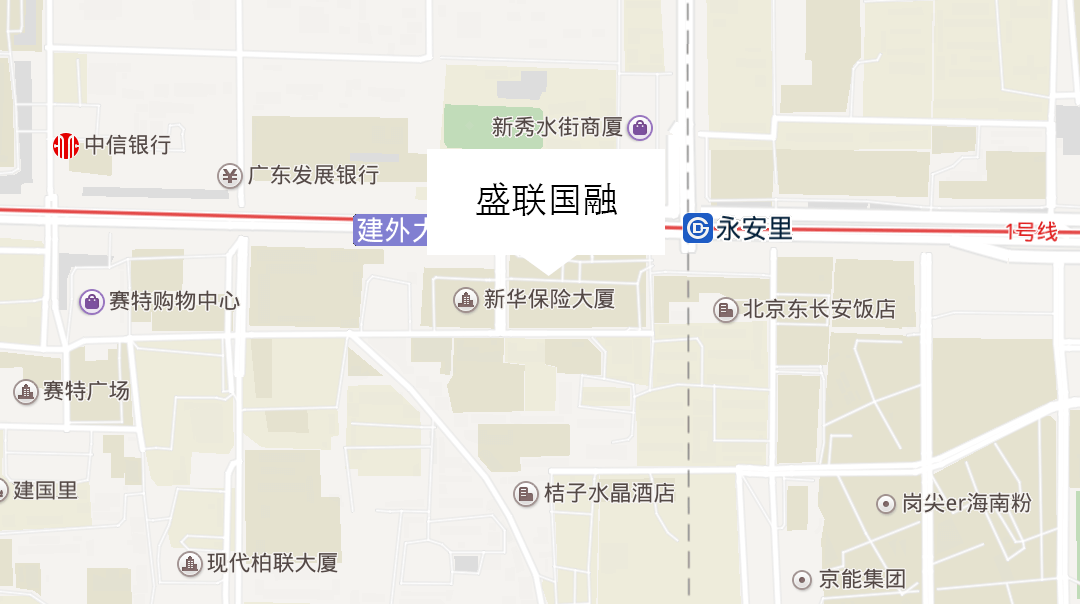 新秀水街商厦
中信银行
广东发展银行
盛联国融
建外
永安里
1号线
赛特购物中心
新华保险大厦
北京东长安饭店
赛特广场
建国里
桔子水晶酒店
岗尖er海南粉
现代柏联大厦
京能集团